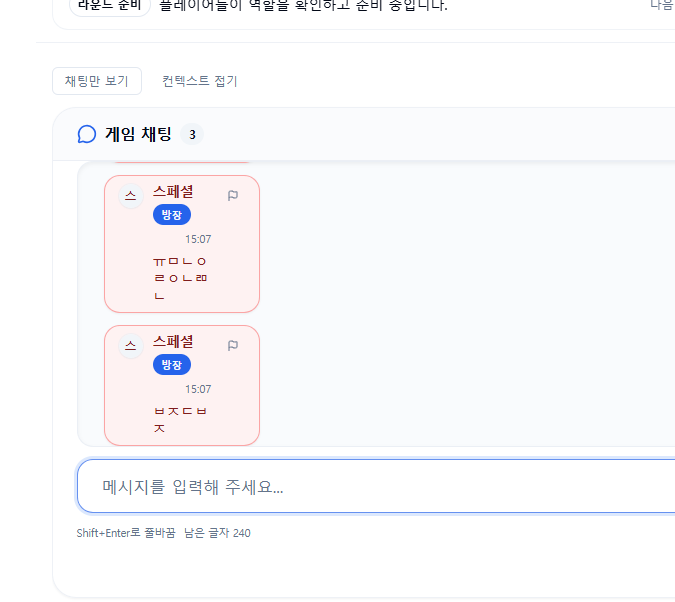 라운드 준비 플레이어들이 역할을 확인하고 준비 중입니다. 다음
채팅만 보기 컨텍스트 접기
게임 채팅 3
스 스페셜
방장
15:07
ㅠㅁㄴㅇ
ㄹㅇㄴㄻ
ㄴ
스 스페셜
방장
15:07
ㅂㅈㄷㅂ
ㅈ
메시지를 입력해 주세요...
Shift+Enter로 줄바꿈 남은 글자 240